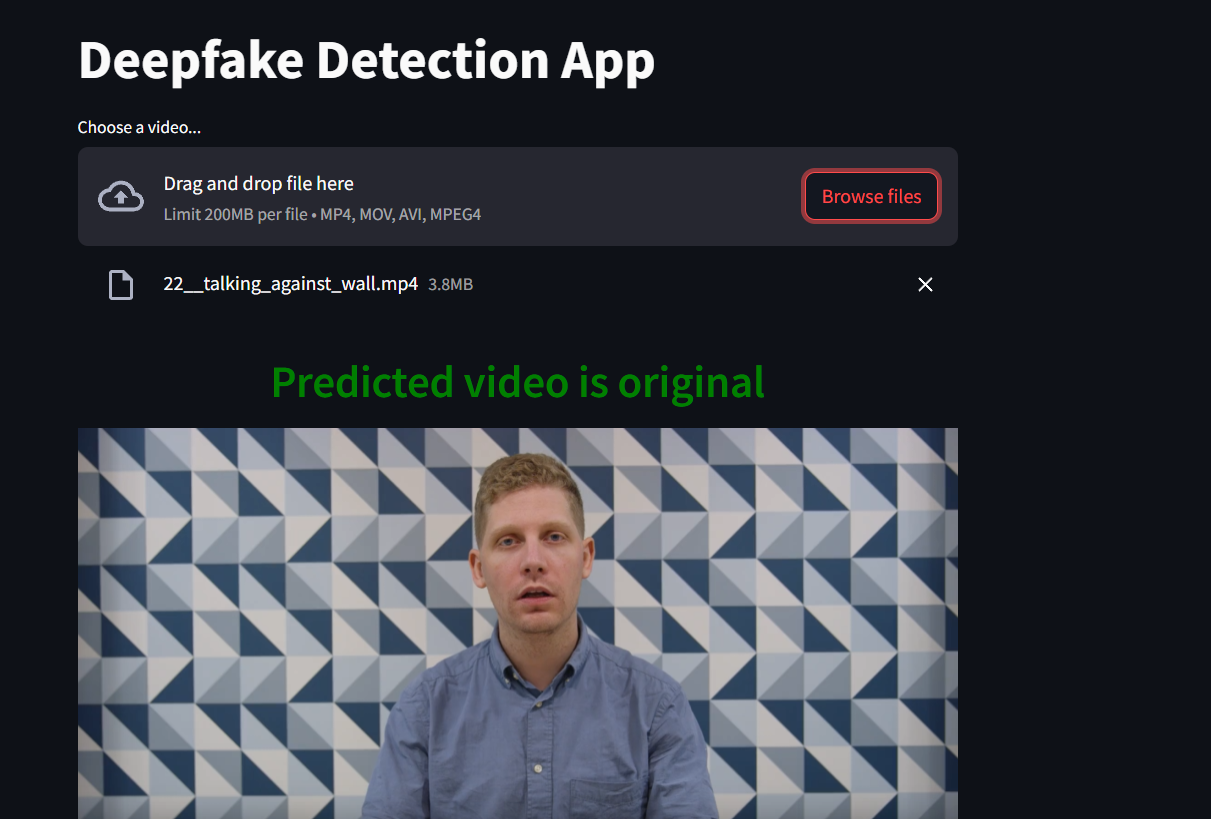 Deepfake Detection App
Choose a video...
Drag and drop file here
Browse files
Limit 200MB per file • MP4, MOV, AVI, MPEG4
22__talking_against_wall.mp4 3.8MB
Predicted video is original